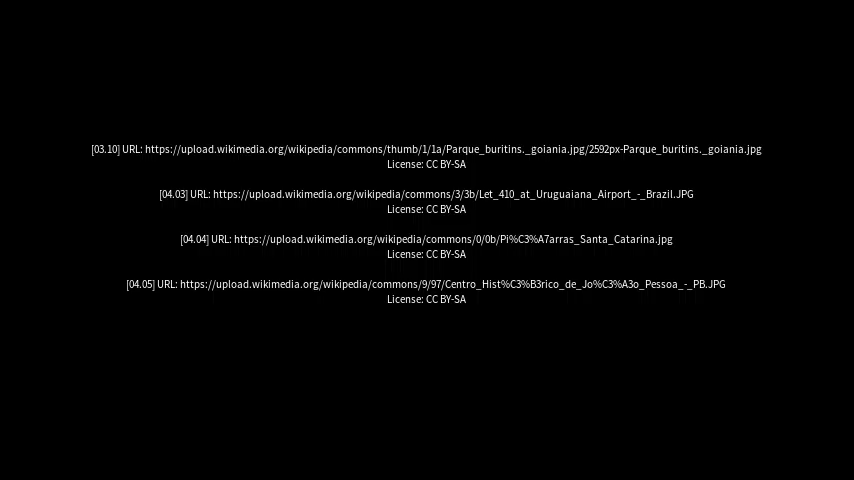 [03.10] URL: https://upload.wikimedia.org/wikipedia/commons/thumb/1/1a/Parque_buritins._goiania.jpg/2592px-Parque_buritins._goiania.jpg
License: CC BY-SA
[04.03] URL: https://upload.wikimedia.org/wikipedia/commons/3/3b/Let_410_at_Uruguaiana_Airport_-_Brazil.JPG
License: CC BY-SA
[04.04] URL: https://upload.wikimedia.org/wikipedia/commons/0/0b/Pi%C3%A7arras_Santa_Catarina.jpg
License: CC BY-SA
[04.05] URL: https://upload.wikimedia.org/wikipedia/commons/9/97/Centro_Hist%C3%B3rico_de_Jo%C3%A3o_Pessoa_-_PB.JPG
License: CC BY-SA